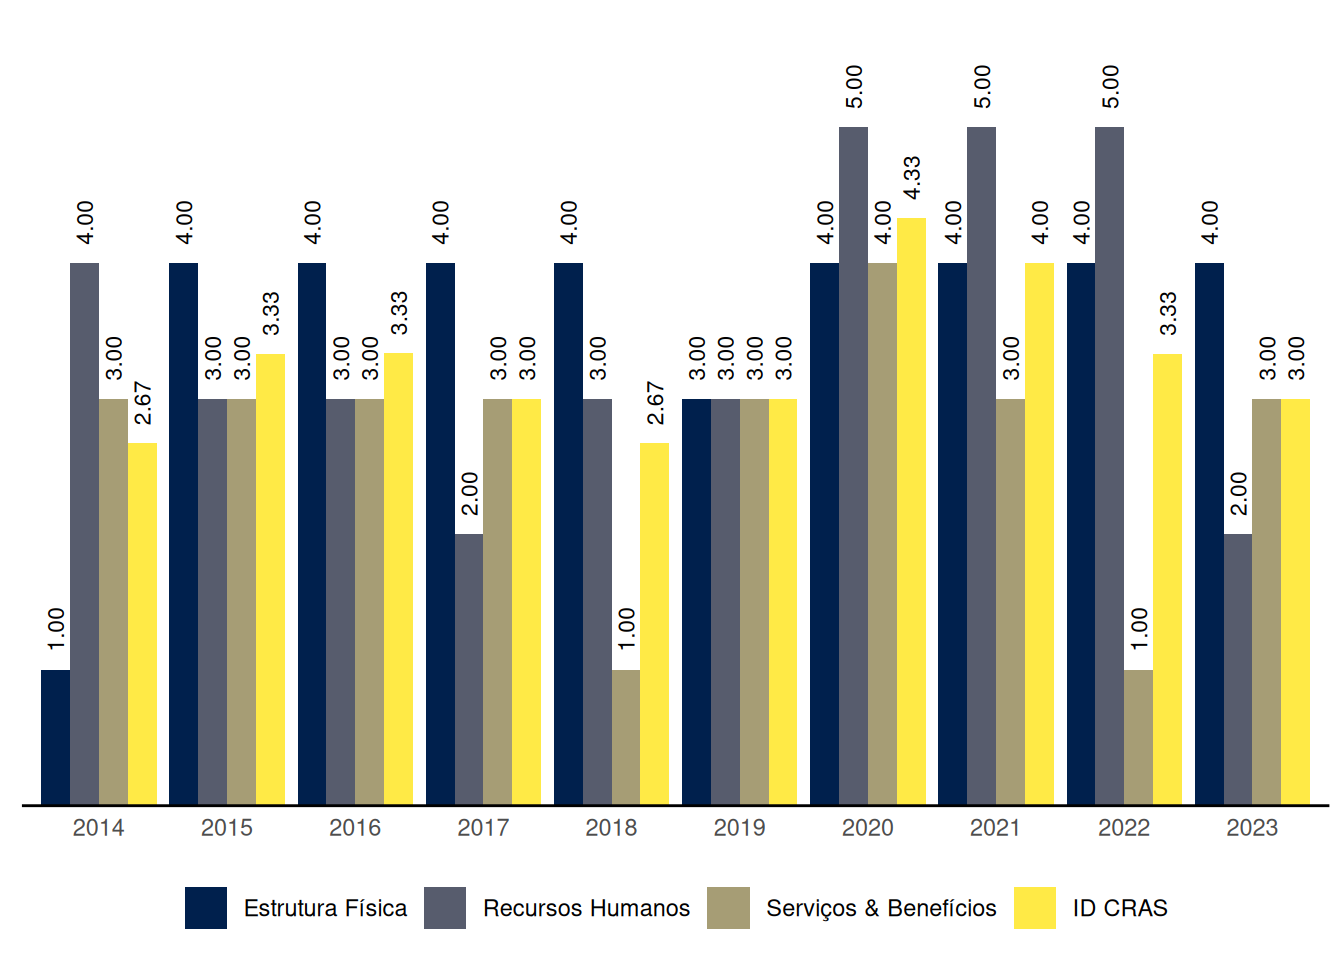 5.00 5.00 5.00
4.33
4.00 4.00 4.00 4.00 4.00 4.00 4.00 4.00 4.00 4.00 4.00
3.33 3.33 3.33
3.00 3.00 3.00 3.00 3.00 3.00 3.00 3.00 3.00 3.00 3.00 3.00 3.00 3.00 3.00
2.67 2.67
2.00 2.00
1.00 1.00 1.00
2014 2015 2016 2017 2018 2019 2020 2021 2022 2023
Estrutura Física Recursos Humanos Serviços & Benefícios ID CRAS